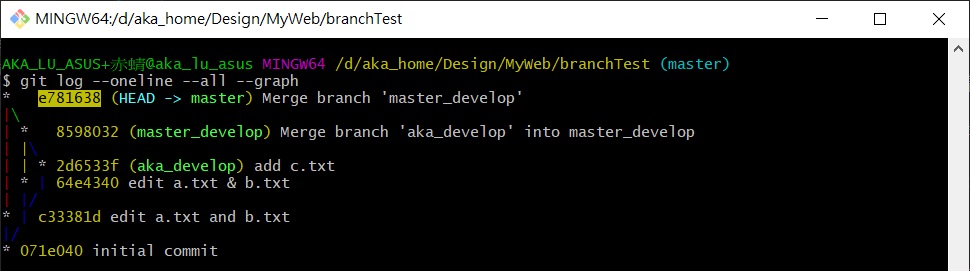 MINGW64:/d/aka_home/Design/MyWeb/branchTest
AKA_LU_ASUS+赤蜻@aka_lu_asus MINGW64 /d/aka_home/Design/MyWeb/branchTest (master)
$ git log --oneline --all --graph
*   e781638 (HEAD -> master) Merge branch 'master_develop'
|\
| *   8598032 (master_develop) Merge branch 'aka_develop' into master_develop
| |\
| | * 2d6533f (aka_develop) add c.txt
| * | 64e4340 edit a.txt & b.txt
| |/
* | c33381d edit a.txt and b.txt
|/
* 071e040 initial commit